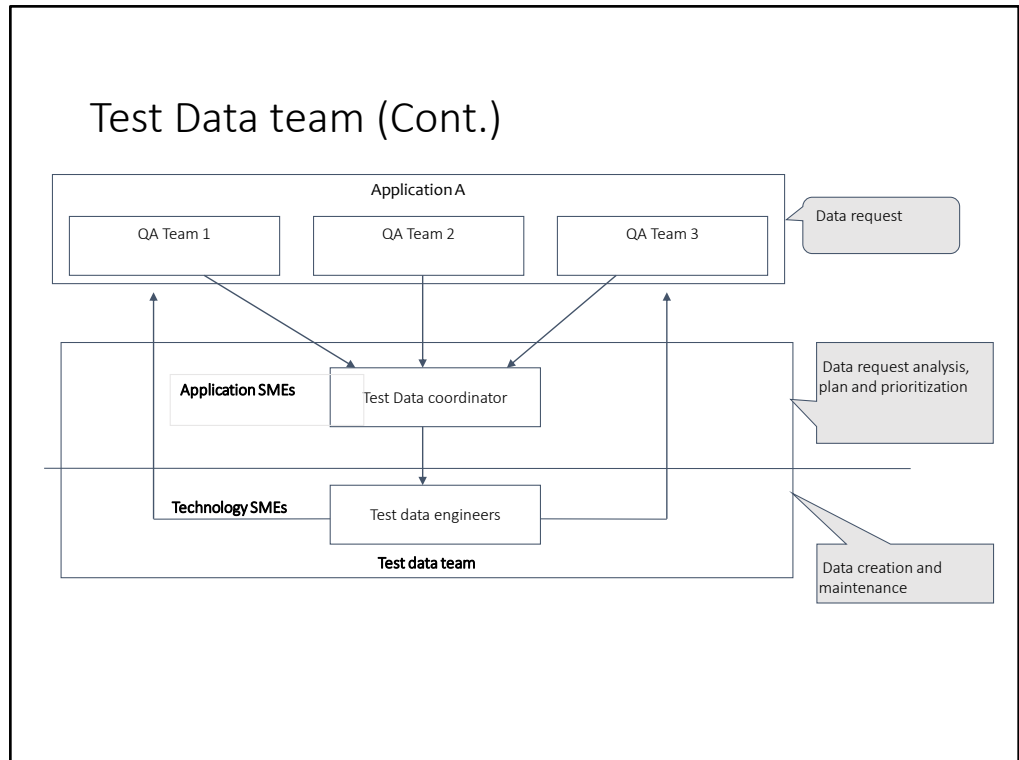 Test Data team (Cont.)
Application A
QA Team 1
QA Team 2
QA Team 3
Data request
Application SMEs
Test Data coordinator
Data request analysis,
plan and prioritization
Technology SMEs
Test data engineers
Test data team
Data creation and
maintenance